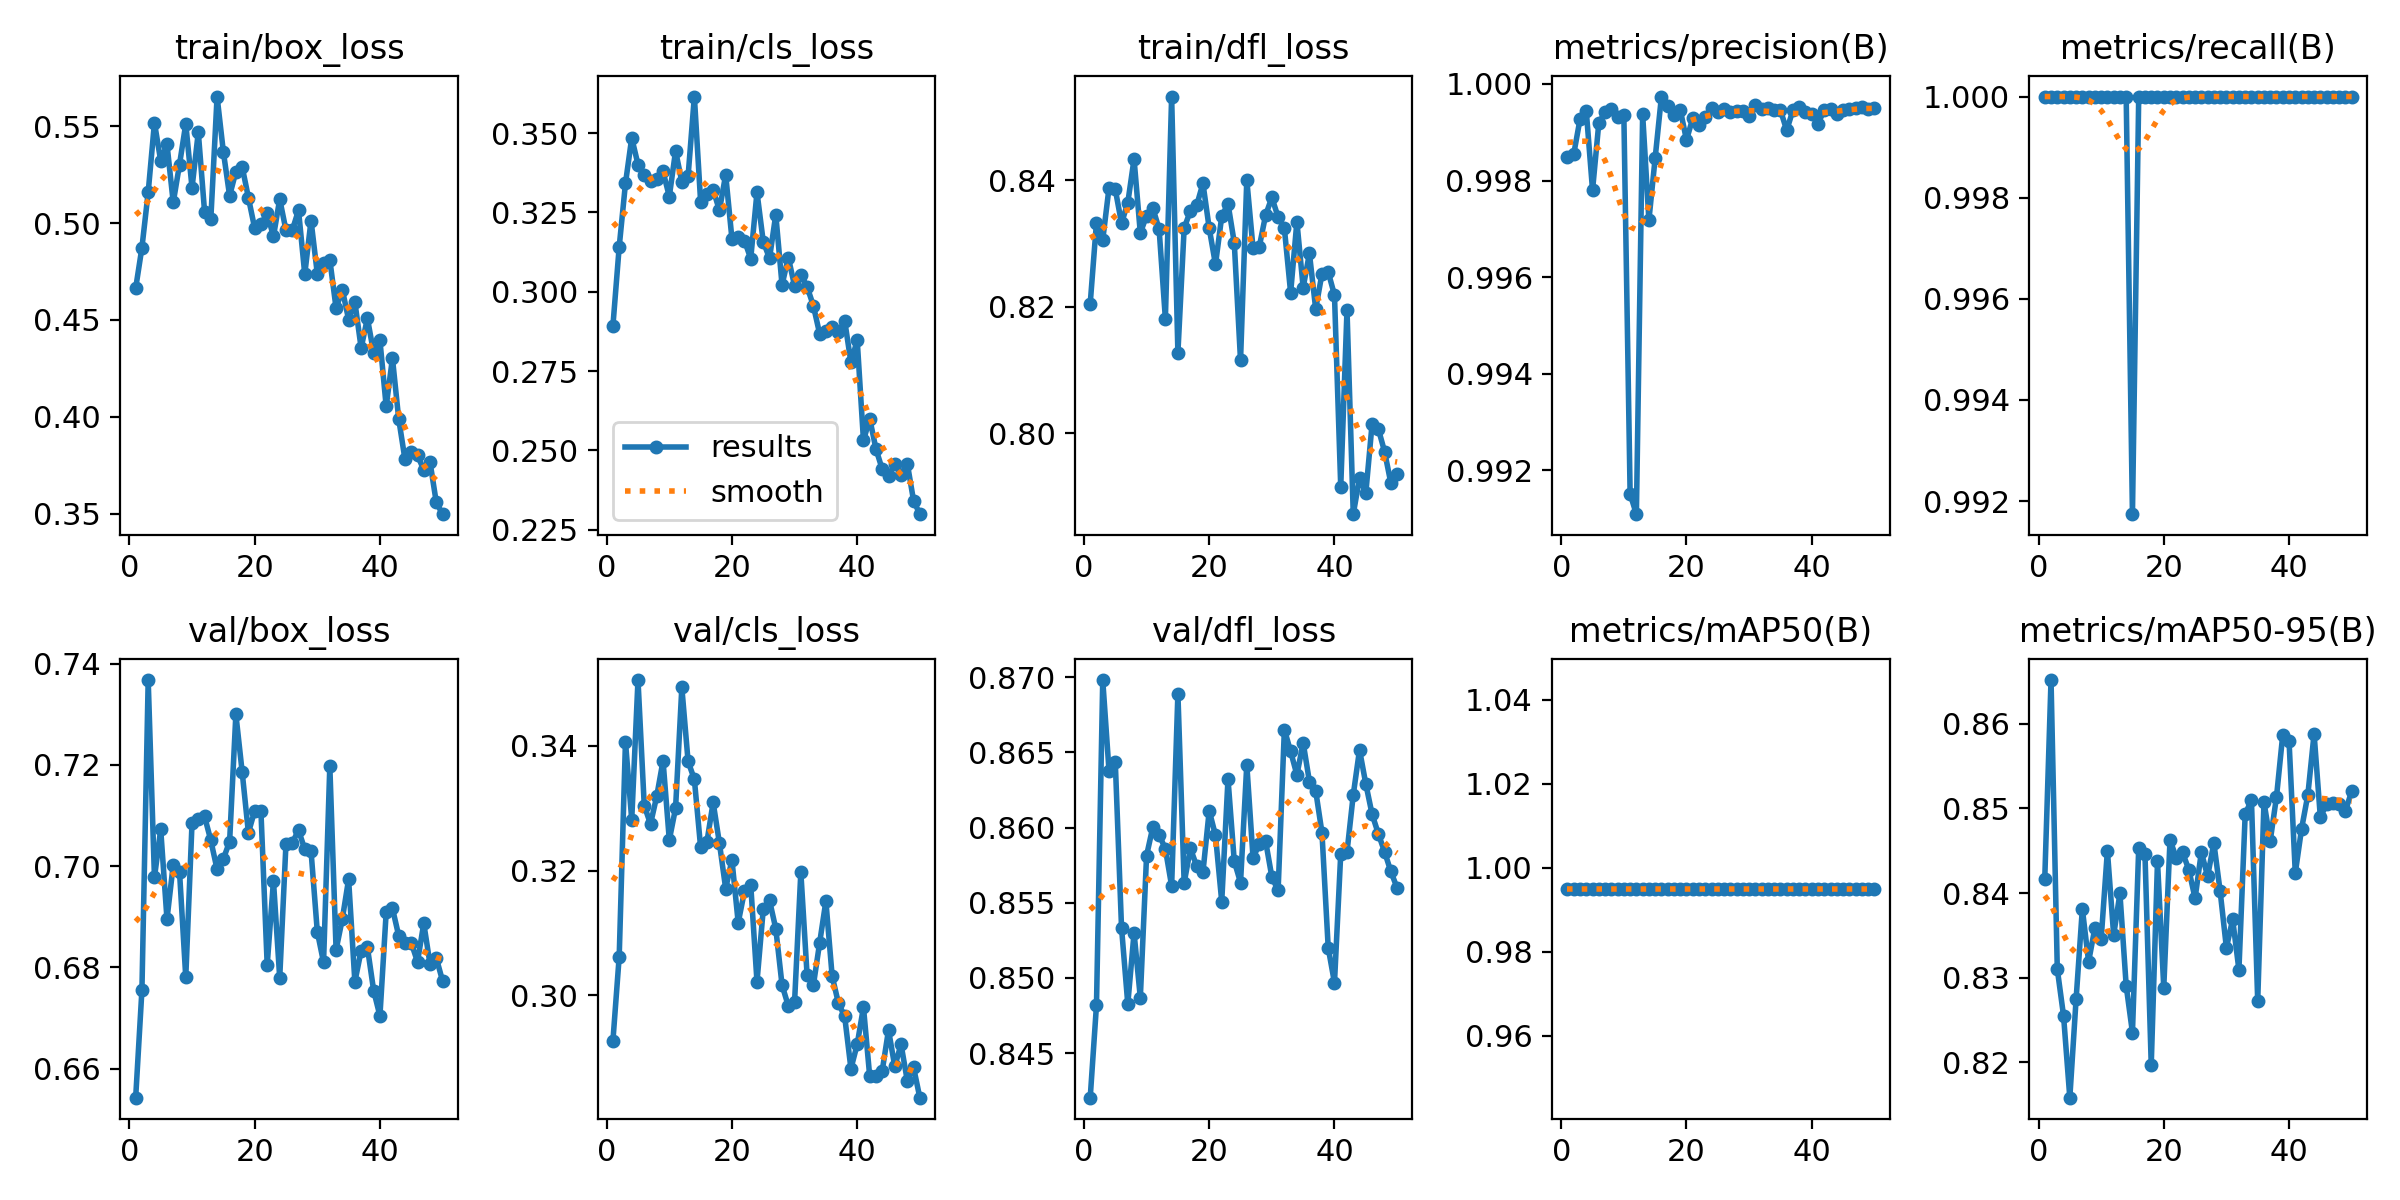 train/box_loss
0.55
0.50
0.45
0.40
0.35
0 20 40
train/cls_loss
0.350
0.325
0.300
0.275
0.250
0.225
results
smooth
0 20 40
train/dfl_loss
0.84
0.82
0.80
0 20 40
metrics/precision(B)
1.000
0.998
0.996
0.994
0.992
0 20 40
metrics/recall(B)
1.000
0.998
0.996
0.994
0.992
0 20 40
val/box_loss
0.74
0.72
0.70
0.68
0.66
0 20 40
val/cls_loss
0.34
0.32
0.30
0 20 40
val/dfl_loss
0.870
0.865
0.860
0.855
0.850
0.845
0 20 40
metrics/mAP50(B)
1.04
1.02
1.00
0.98
0.96
0 20 40
metrics/mAP50-95(B)
0.86
0.85
0.84
0.83
0.82
0 20 40